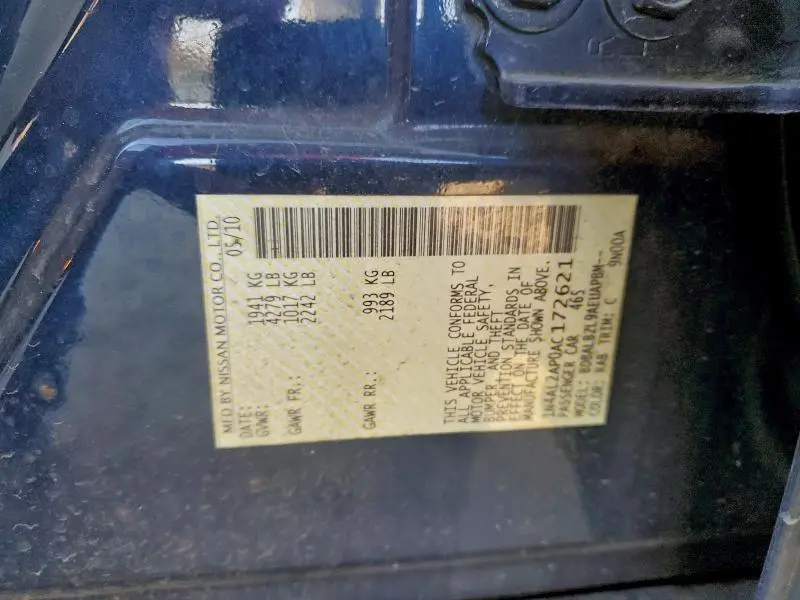 MFD BY NISSAN MOTOR CO., LTD.
DATE: 05/10
GVWR: 1941 KG
4279 LB
GAWR FR: 1017 KG
2242 LB
GAWR RR: 993 KG
2189 LB
THIS VEHICLE CONFORMS TO
ALL APPLICABLE FEDERAL
MOTOR VEHICLE SAFETY,
BUMPER, AND THEFT
PREVENTION STANDARDS IN
EFFECT ON THE DATE OF
MANUFACTURE SHOWN ABOVE.
1N4AL2AP0AC172621
PASSENGER CAR 465
MODEL: BDRALBZL9AEUAPBM--
COLOR: RAB TRIM: C 9N00A